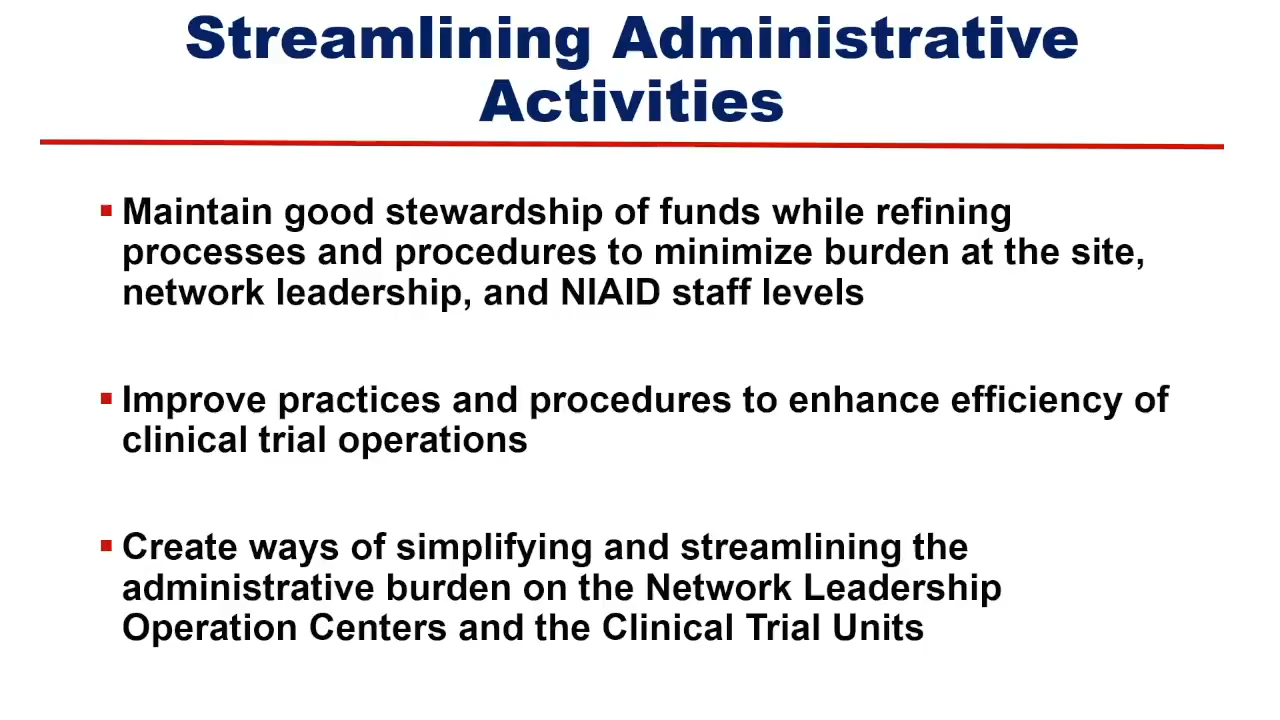 Streamlining Administrative
Activities
▪ Maintain good stewardship of funds while refining
processes and procedures to minimize burden at the site,
network leadership, and NIAID staff levels
▪ Improve practices and procedures to enhance efficiency of
clinical trial operations
▪ Create ways of simplifying and streamlining the
administrative burden on the Network Leadership
Operation Centers and the Clinical Trial Units